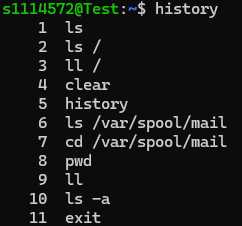 s1114572@Test:~$ history
1 ls
2 ls /
3 ll /
4 clear
5 history
6 ls /var/spool/mail
7 cd /var/spool/mail
8 pwd
9 ll
10 ls -a
11 exit